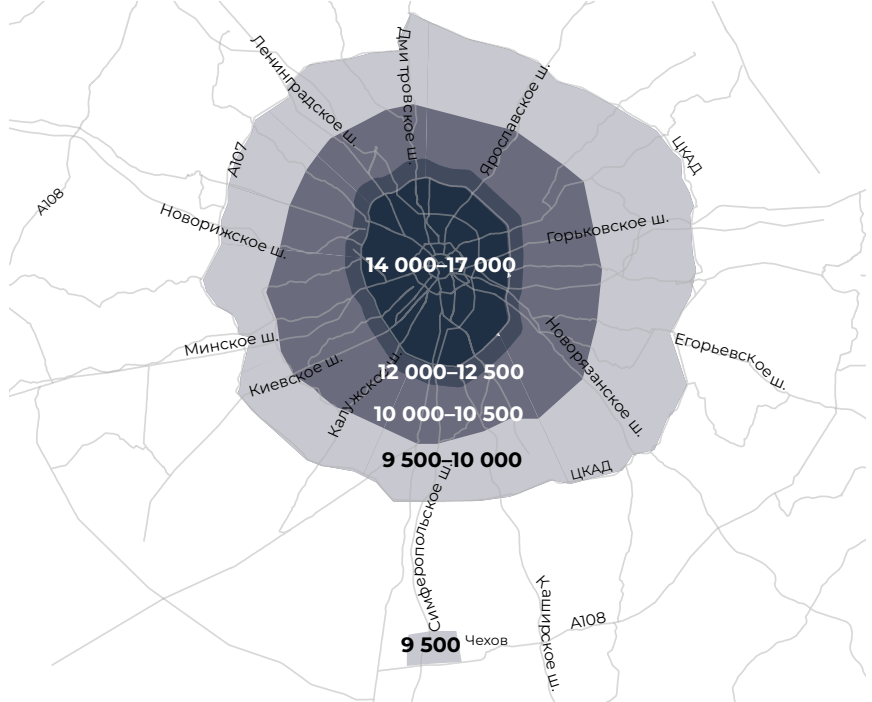 Дмитровское ш.
Ленинградское ш.
Ярославское ш.
ЦКАД
А107
А108
Новорижское ш.
Горьковское ш.
14 000–17 000
Минское ш.
Киевское ш.
Калужское ш.
Новорязанское ш.
Егорьевское ш.
12 000–12 500
10 000–10 500
9 500–10 000
ЦКАД
Симферопольское ш.
Каширское ш.
А108
9 500
Чехов